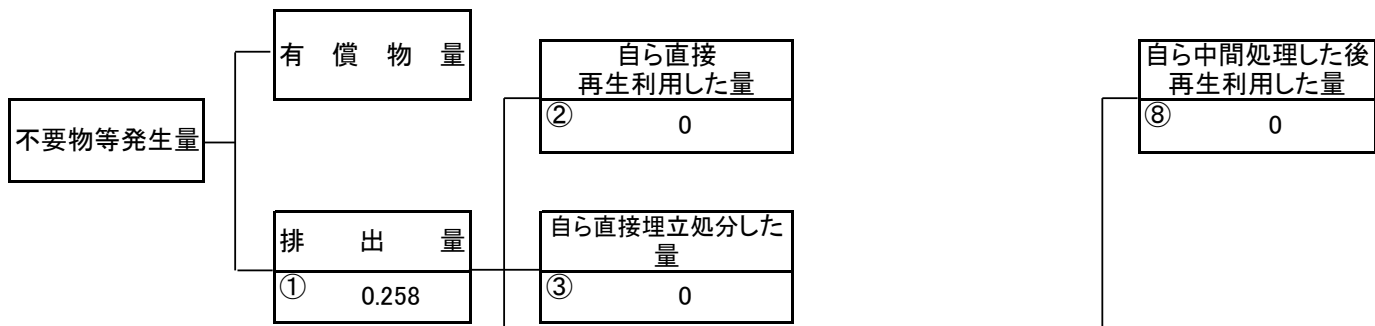 有償物量
自ら直接
再生利用した量
② 0
自ら中間処理した後
再生利用した量
⑧ 0
不要物等発生量
排出量
① 0.258
自ら直接埋立処分した
量
③ 0